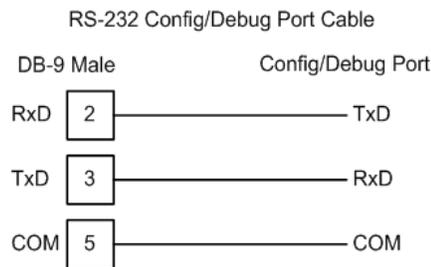 RS-232 Config/Debug Port Cable
DB-9 Male Config/Debug Port
RxD 2 TxD
TxD 3 RxD
COM 5 COM